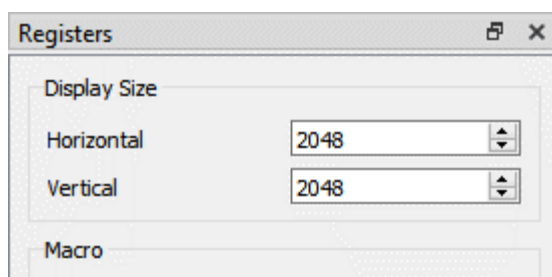 Registers
Display Size
Horizontal 2048
Vertical 2048
Macro